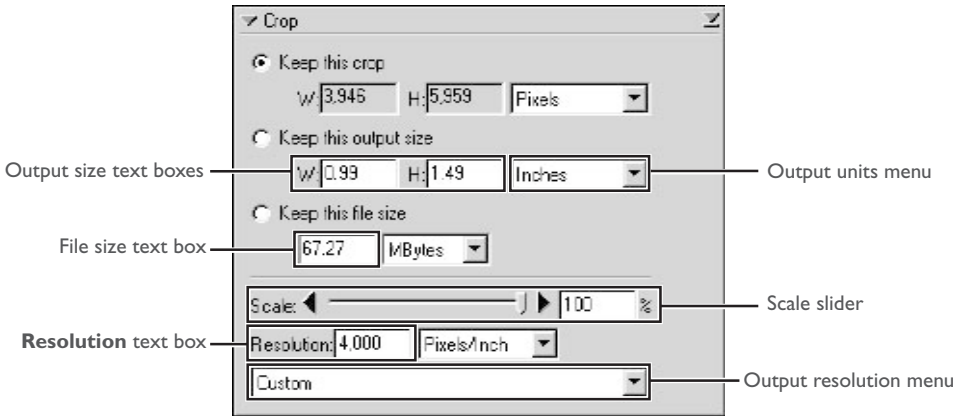 Crop
Keep this crop
W: 3,946 H: 5,959 Pixels
Keep this output size
Output size text boxes W: 0.99 H: 1.49 Inches Output units menu
Keep this file size
File size text box 67.27 MBytes
Scale: 100 % Scale slider
Resolution text box Resolution: 4,000 Pixels/Inch
Custom Output resolution menu